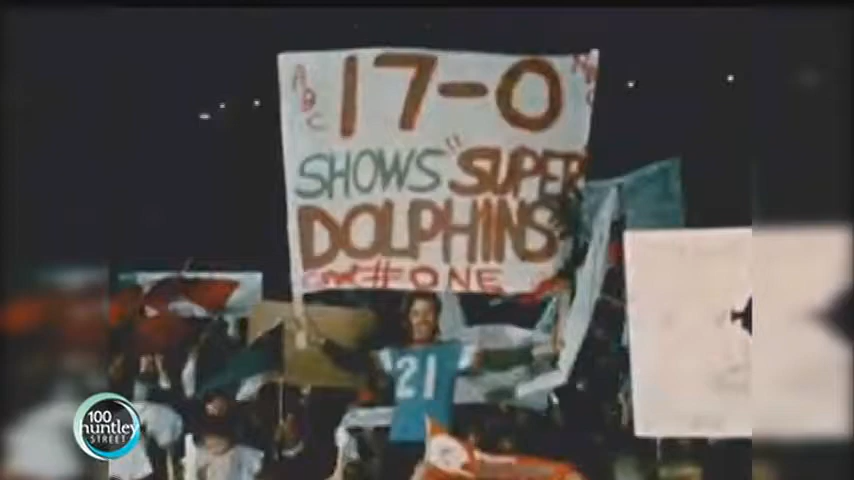 ABC
17-0
SHOWS "SUPER
DOLPHINS
#ONE
21
100
huntley
STREET